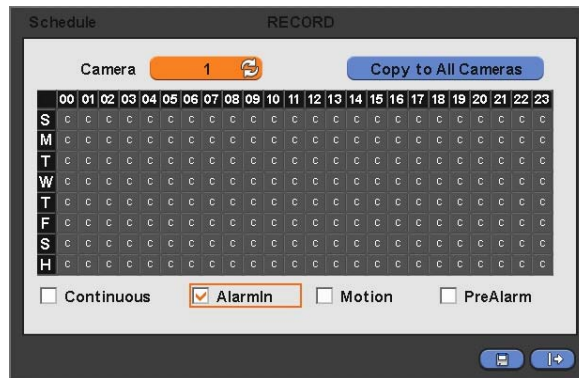 Schedule RECORD
Camera 1 Copy to All Cameras
00 01 02 03 04 05 06 07 08 09 10 11 12 13 14 15 16 17 18 19 20 21 22 23
S C C C C C C C C C C C C C C C C C C C C C C C C
M C C C C C C C C C C C C C C C C C C C C C C C C
T C C C C C C C C C C C C C C C C C C C C C C C C
W C C C C C C C C C C C C C C C C C C C C C C C C
T C C C C C C C C C C C C C C C C C C C C C C C C
F C C C C C C C C C C C C C C C C C C C C C C C C
S C C C C C C C C C C C C C C C C C C C C C C C C
H C C C C C C C C C C C C C C C C C C C C C C C C
Continuous AlarmIn Motion PreAlarm